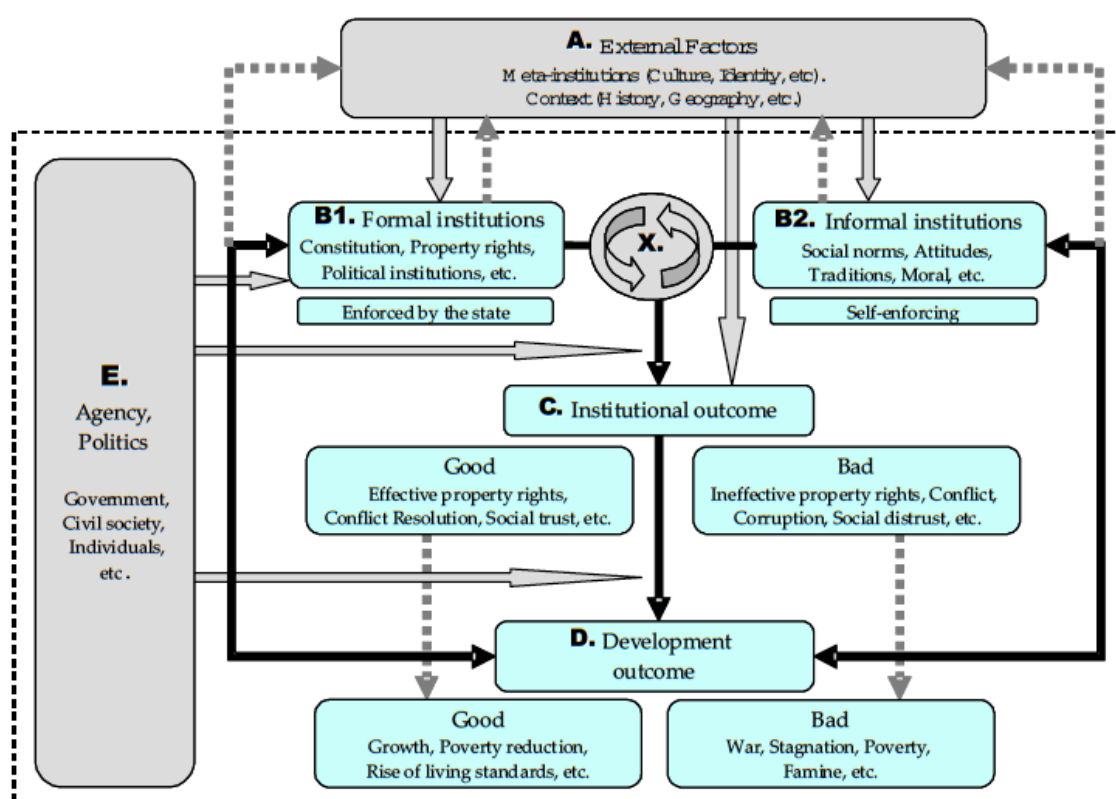 A. External Factors
Meta-institutions (Culture, Identity, etc).
Context (History, Geography, etc.)
B1. Formal institutions
Constitution, Property rights,
Political institutions, etc.
Enforced by the state
X.
B2. Informal institutions
Social norms, Attitudes,
Traditions, Moral, etc.
Self-enforcing
E.
Agency,
Politics
Government,
Civil society,
Individuals,
etc.
C. Institutional outcome
Good
Effective property rights,
Conflict Resolution, Social trust, etc.
Bad
Ineffective property rights, Conflict,
Corruption, Social distrust, etc.
D. Development
outcome
Good
Growth, Poverty reduction,
Rise of living standards, etc.
Bad
War, Stagnation, Poverty,
Famine, etc.